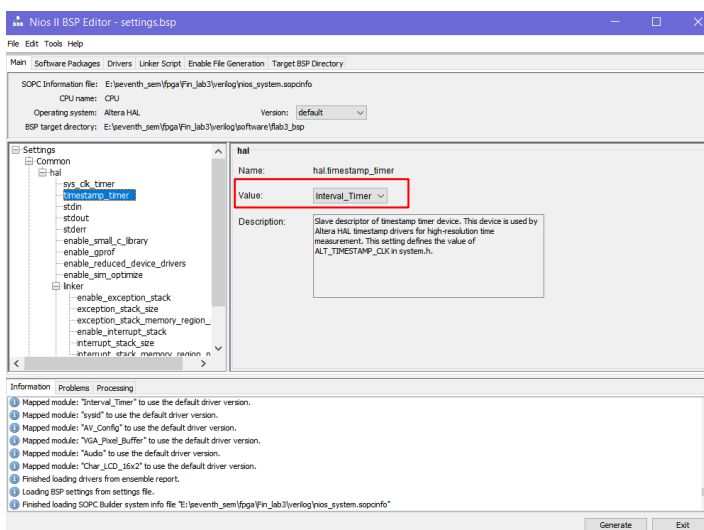 Nios II BSP Editor - settings.bsp
File Edit Tools Help
Main Software Packages Drivers Linker Script Enable File Generation Target BSP Directory
SOPC Information file: E:\seventh_sem\fpga\Fin_lab3\verilog\nios_system.sopcinfo
CPU name: CPU
Operating system: Altera HAL Version: default
BSP target directory: E:\seventh_sem\fpga\Fin_lab3\verilog\software\flab3_bsp
Settings
Common
hal
sys_clk_timer
timestamp_timer
stdin
stdout
stderr
enable_small_c_library
enable_gprof
enable_reduced_device_drivers
enable_sim_optimize
linker
enable_exception_stack
exception_stack_size
exception_stack_memory_region_
enable_interrupt_stack
interrupt_stack_size
interrupt_stack_memory_region_n
hal
Name: hal.timestamp_timer
Value: Interval_Timer
Description: Slave descriptor of timestamp timer device. This device is used by
Altera HAL timestamp drivers for high-resolution time
measurement. This setting defines the value of
ALT_TIMESTAMP_CLK in system.h.
Information Problems Processing
Mapped module: "Interval_Timer" to use the default driver version.
Mapped module: "sysid" to use the default driver version.
Mapped module: "AV_Config" to use the default driver version.
Mapped module: "VGA_Pixel_Buffer" to use the default driver version.
Mapped module: "Audio" to use the default driver version.
Mapped module: "Char_LCD_16x2" to use the default driver version.
Finished loading drivers from ensemble report.
Loading BSP settings from settings file.
Finished loading SOPC Builder system info file "E:\seventh_sem\fpga\Fin_lab3\verilog\nios_system.sopcinfo"
Generate Exit